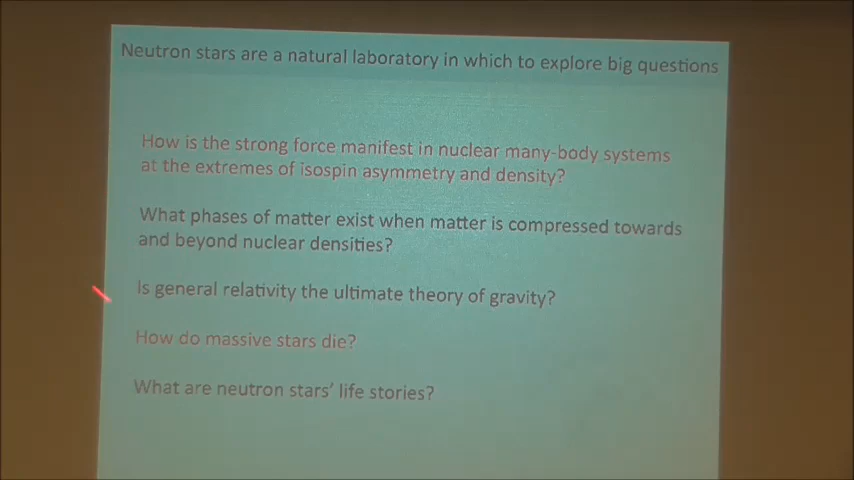 Neutron stars are a natural laboratory in which to explore big questions
How is the strong force manifest in nuclear many-body systems
at the extremes of isospin asymmetry and density?
What phases of matter exist when matter is compressed towards
and beyond nuclear densities?
Is general relativity the ultimate theory of gravity?
How do massive stars die?
What are neutron stars’ life stories?